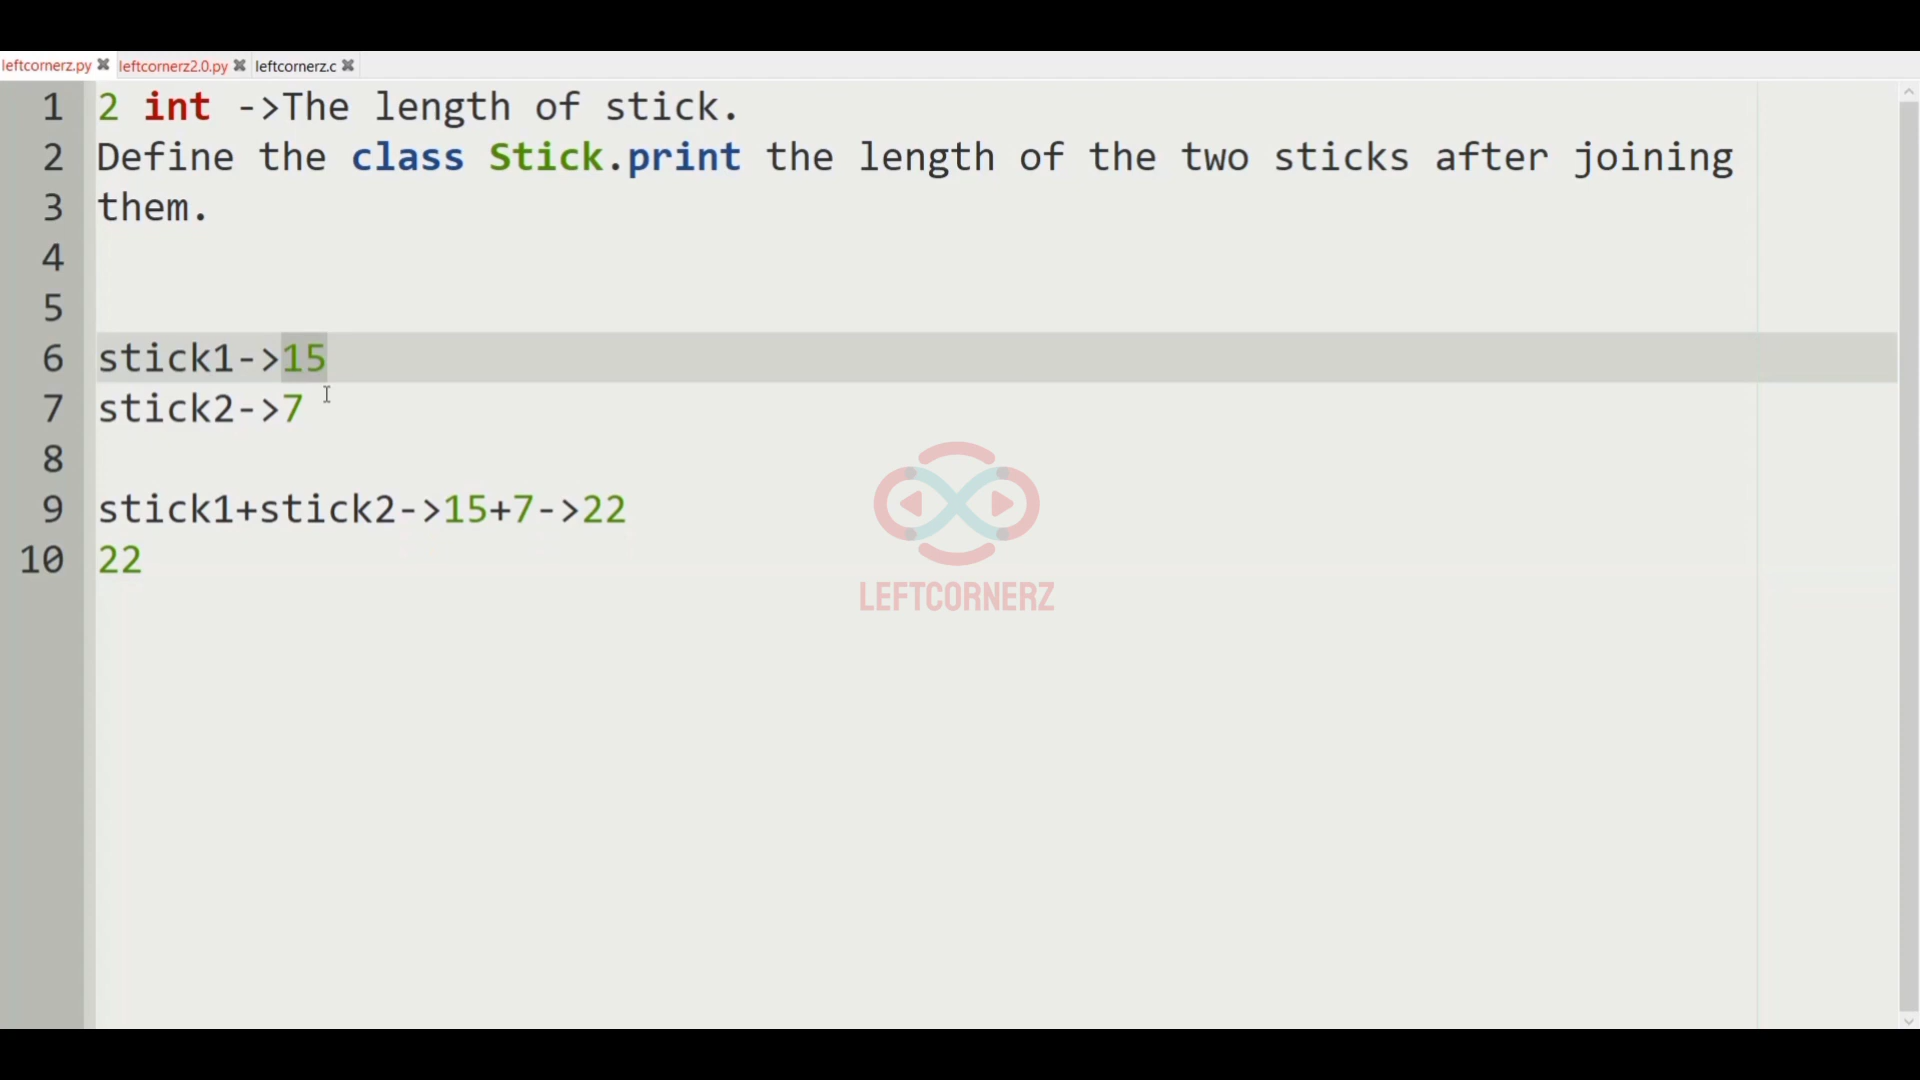 leftcornerz.py leftcornerz2.0.py leftcornerz.c
1 2 int ->The length of stick.
2 Define the class Stick.print the length of the two sticks after joining
3 them.
4
5
6 stick1->15
7 stick2->7
8
9 stick1+stick2->15+7->22
10 22
LEFTCORNERZ